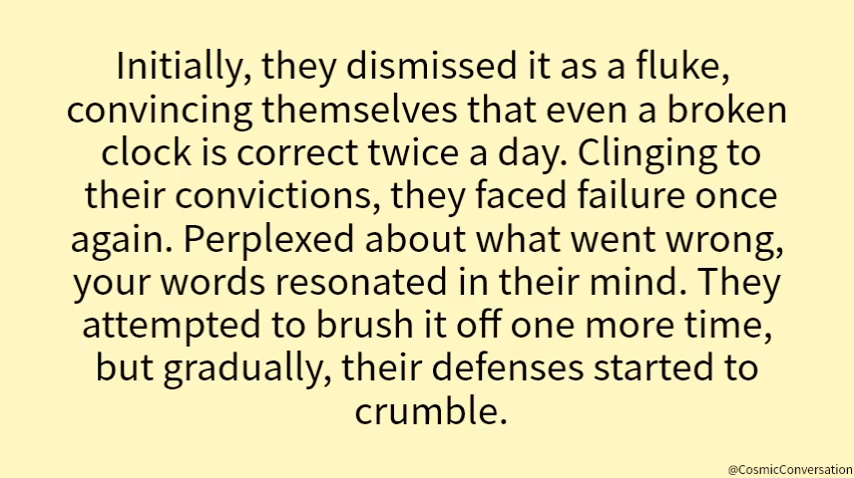 Initially, they dismissed it as a fluke,
convincing themselves that even a broken
clock is correct twice a day. Clinging to
their convictions, they faced failure once
again. Perplexed about what went wrong,
your words resonated in their mind. They
attempted to brush it off one more time,
but gradually, their defenses started to
crumble.
@CosmicConversation